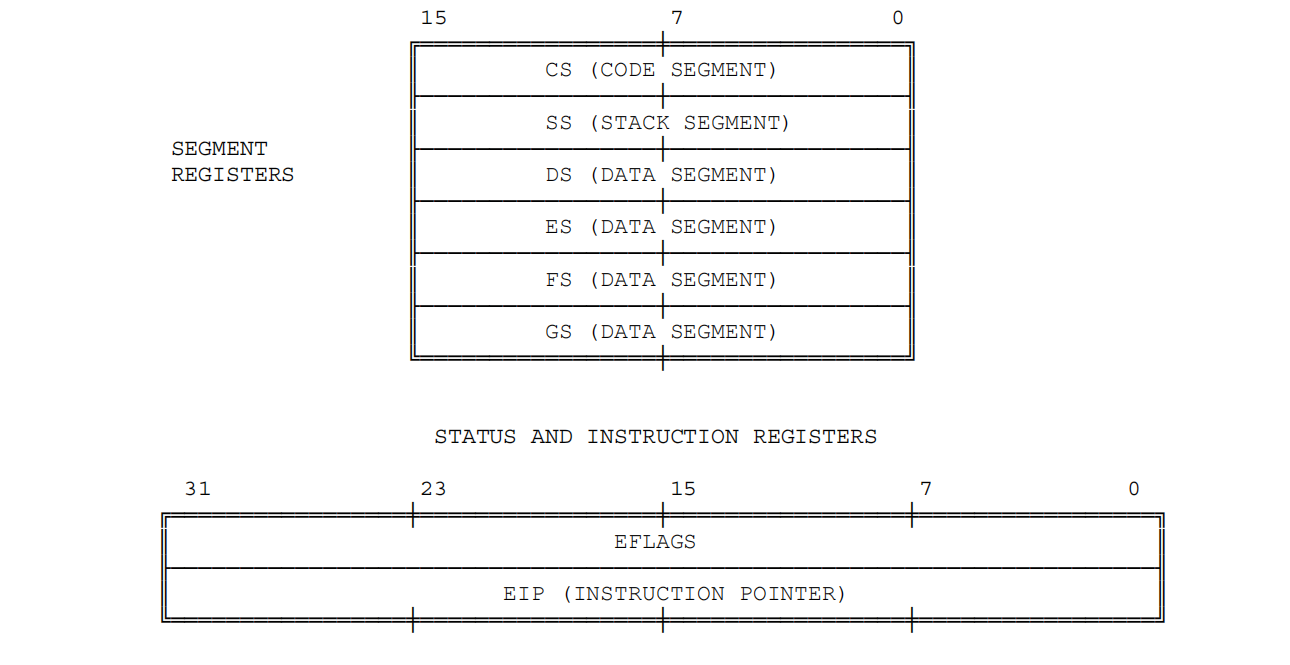 15 7 0
CS (CODE SEGMENT)
SS (STACK SEGMENT)
SEGMENT
REGISTERS
DS (DATA SEGMENT)
ES (DATA SEGMENT)
FS (DATA SEGMENT)
GS (DATA SEGMENT)
STATUS AND INSTRUCTION REGISTERS
31 23 15 7 0
EFLAGS
EIP (INSTRUCTION POINTER)